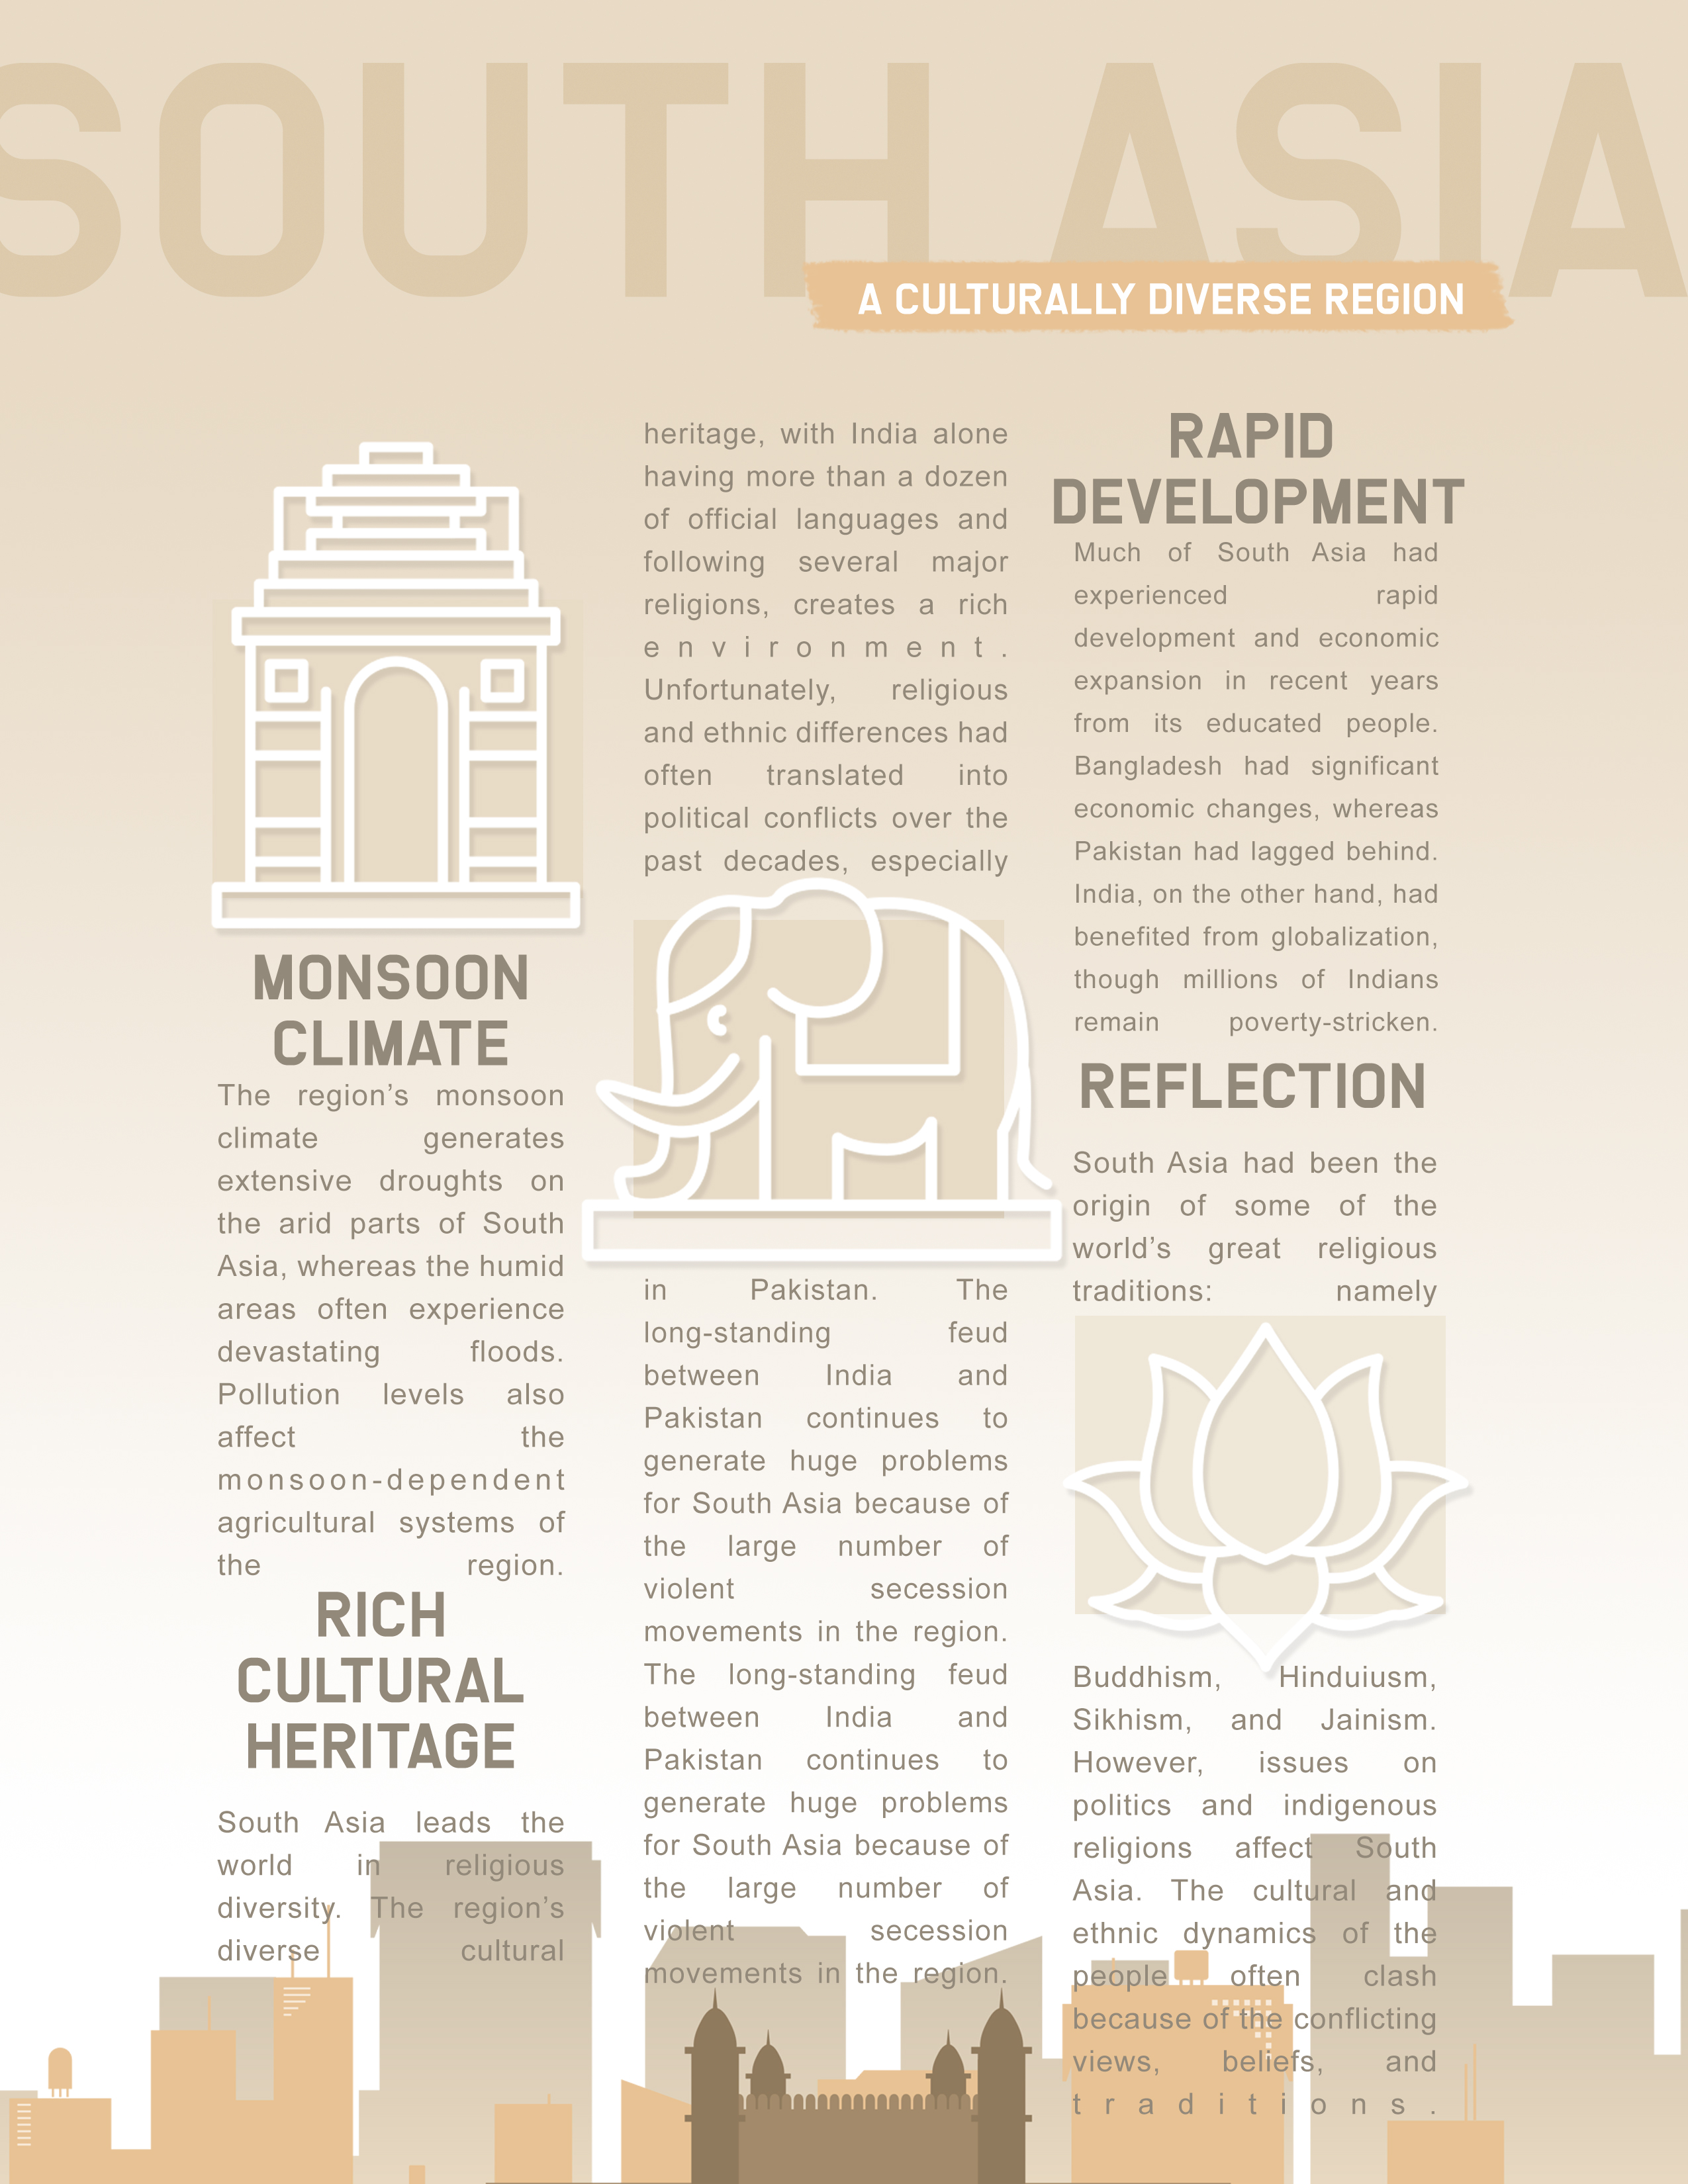 SOUTH ASIA
A CULTURALLY DIVERSE REGION
MONSOON
CLIMATE
The region’s monsoon
climate generates
extensive droughts on
the arid parts of South
Asia, whereas the humid
areas often experience
devastating floods.
Pollution levels also
affect the
monsoon-dependent
agricultural systems of
the region.
RICH
CULTURAL
HERITAGE
South Asia leads the
world in religious
diversity. The region’s
diverse cultural
heritage, with India alone
having more than a dozen
of official languages and
following several major
religions, creates a rich
environment.
Unfortunately, religious
and ethnic differences had
often translated into
political conflicts over the
past decades, especially
in Pakistan. The
long-standing feud
between India and
Pakistan continues to
generate huge problems
for South Asia because of
the large number of
violent secession
movements in the region.
The long-standing feud
between India and
Pakistan continues to
generate huge problems
for South Asia because of
the large number of
violent secession
movements in the region.
RAPID
DEVELOPMENT
Much of South Asia had
experienced rapid
development and economic
expansion in recent years
from its educated people.
Bangladesh had significant
economic changes, whereas
Pakistan had lagged behind.
India, on the other hand, had
benefited from globalization,
though millions of Indians
remain poverty-stricken.
REFLECTION
South Asia had been the
origin of some of the
world’s great religious
traditions: namely
Buddhism, Hinduiusm,
Sikhism, and Jainism.
However, issues on
politics and indigenous
religions affect South
Asia. The cultural and
ethnic dynamics of the
people often clash
because of the conflicting
views, beliefs, and
traditions.